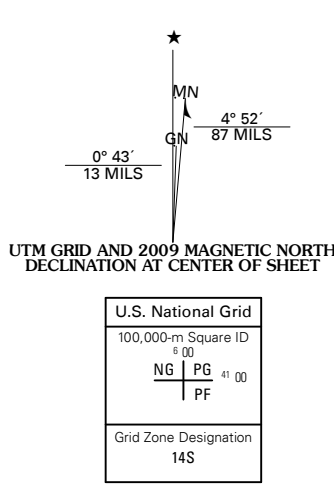 ★
MN
4° 52´
87 MILS
GN
0° 43´
13 MILS
UTM GRID AND 2009 MAGNETIC NORTH
DECLINATION AT CENTER OF SHEET
U.S. National Grid
100,000-m Square ID
6 00
NG PG 41 00
PF
Grid Zone Designation
14S